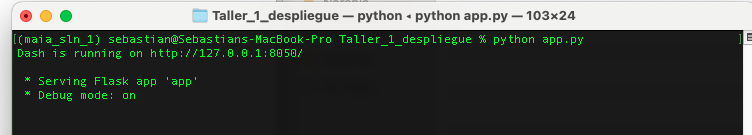 Taller_1_despliegue — python ◂ python app.py — 103×24
[(maia_sln_1) sebastian@Sebastians-MacBook-Pro Taller_1_despliegue % python app.py ]
Dash is running on http://127.0.0.1:8050/
* Serving Flask app 'app'
* Debug mode: on